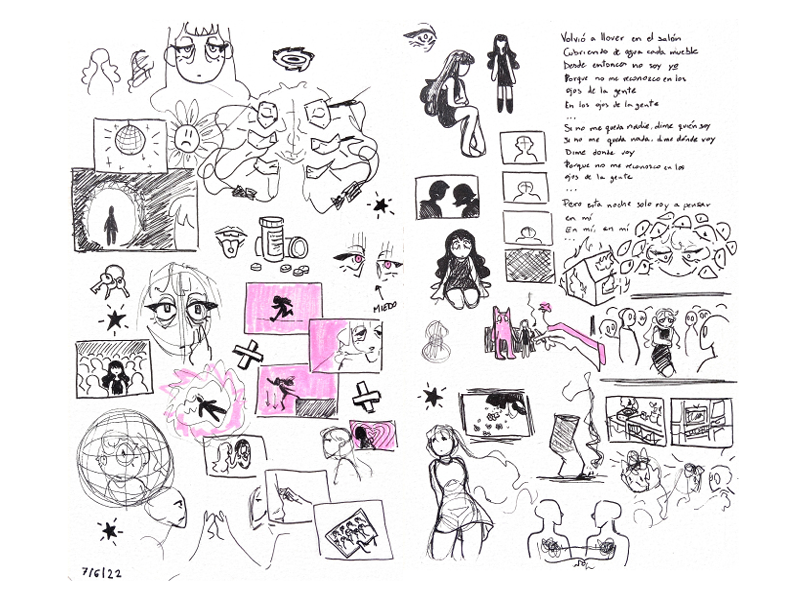 Volvió a llover en el salón
Cubriendo de agua cada mueble
Desde entonces no soy yo
Porque no me reconozco en los
ojos de la gente
En los ojos de la gente
...
Si no me queda nadie, dime quién soy
Si no me queda nada, dime dónde voy
Dime donde voy
Porque no me reconozco en los
ojos de la gente
...
Pero esta noche solo voy a pensar
en mí
En mí, en mí
...
MIEDO
7/6/22